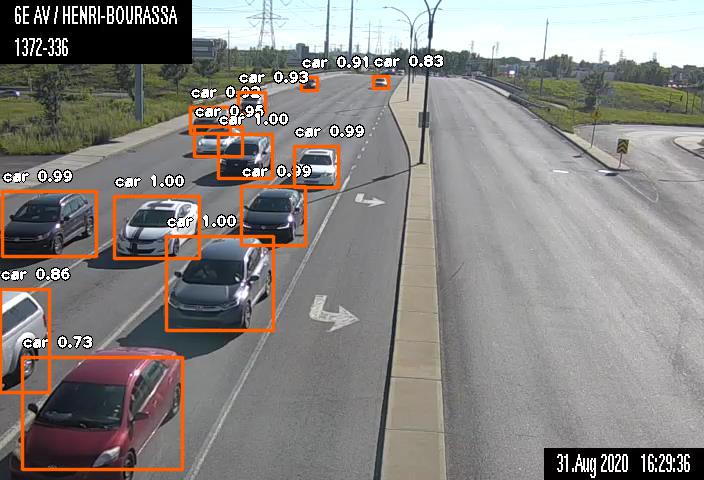 6E AV / HENRI-BOURASSA
1372-336
car 0.91
car 0.83
car 0.93
car 0.95
car 1.00
car 0.99
car 0.99
car 1.00
car 0.99
car 1.00
car 0.86
car 0.73
31.Aug 2020 16:29:36